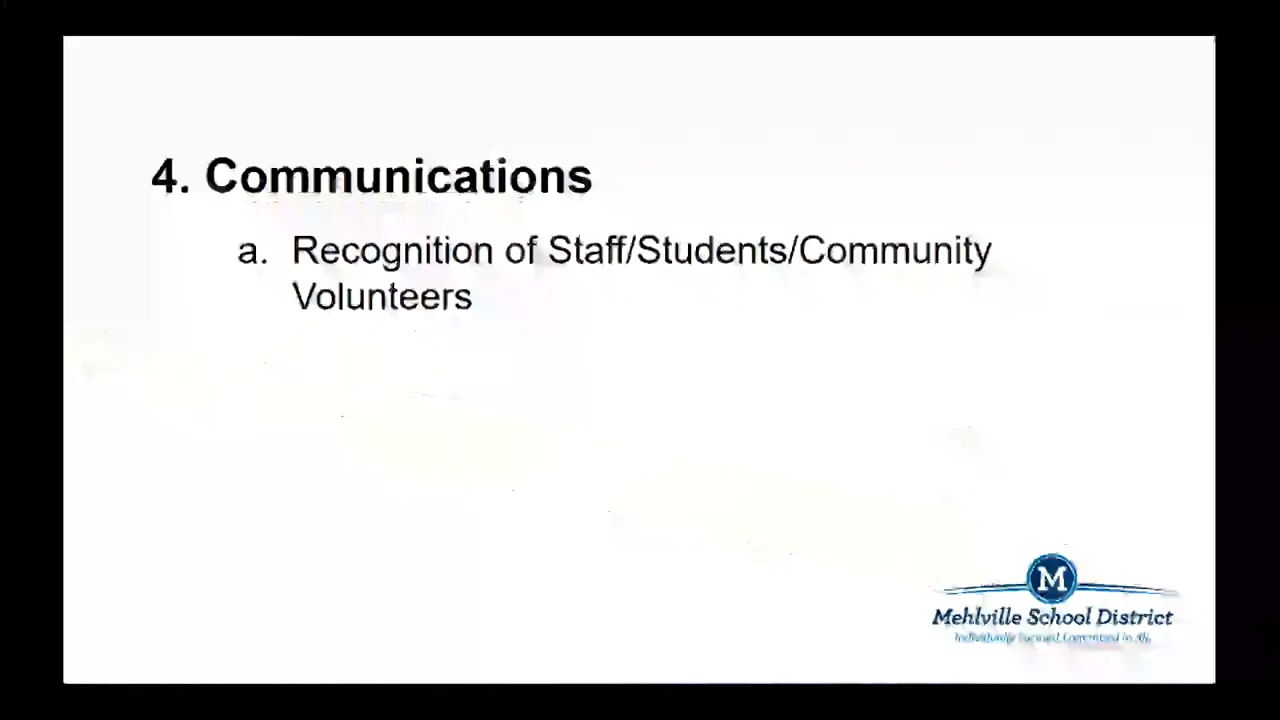 4. Communications
a. Recognition of Staff/Students/Community
Volunteers
M
Mehlville School District